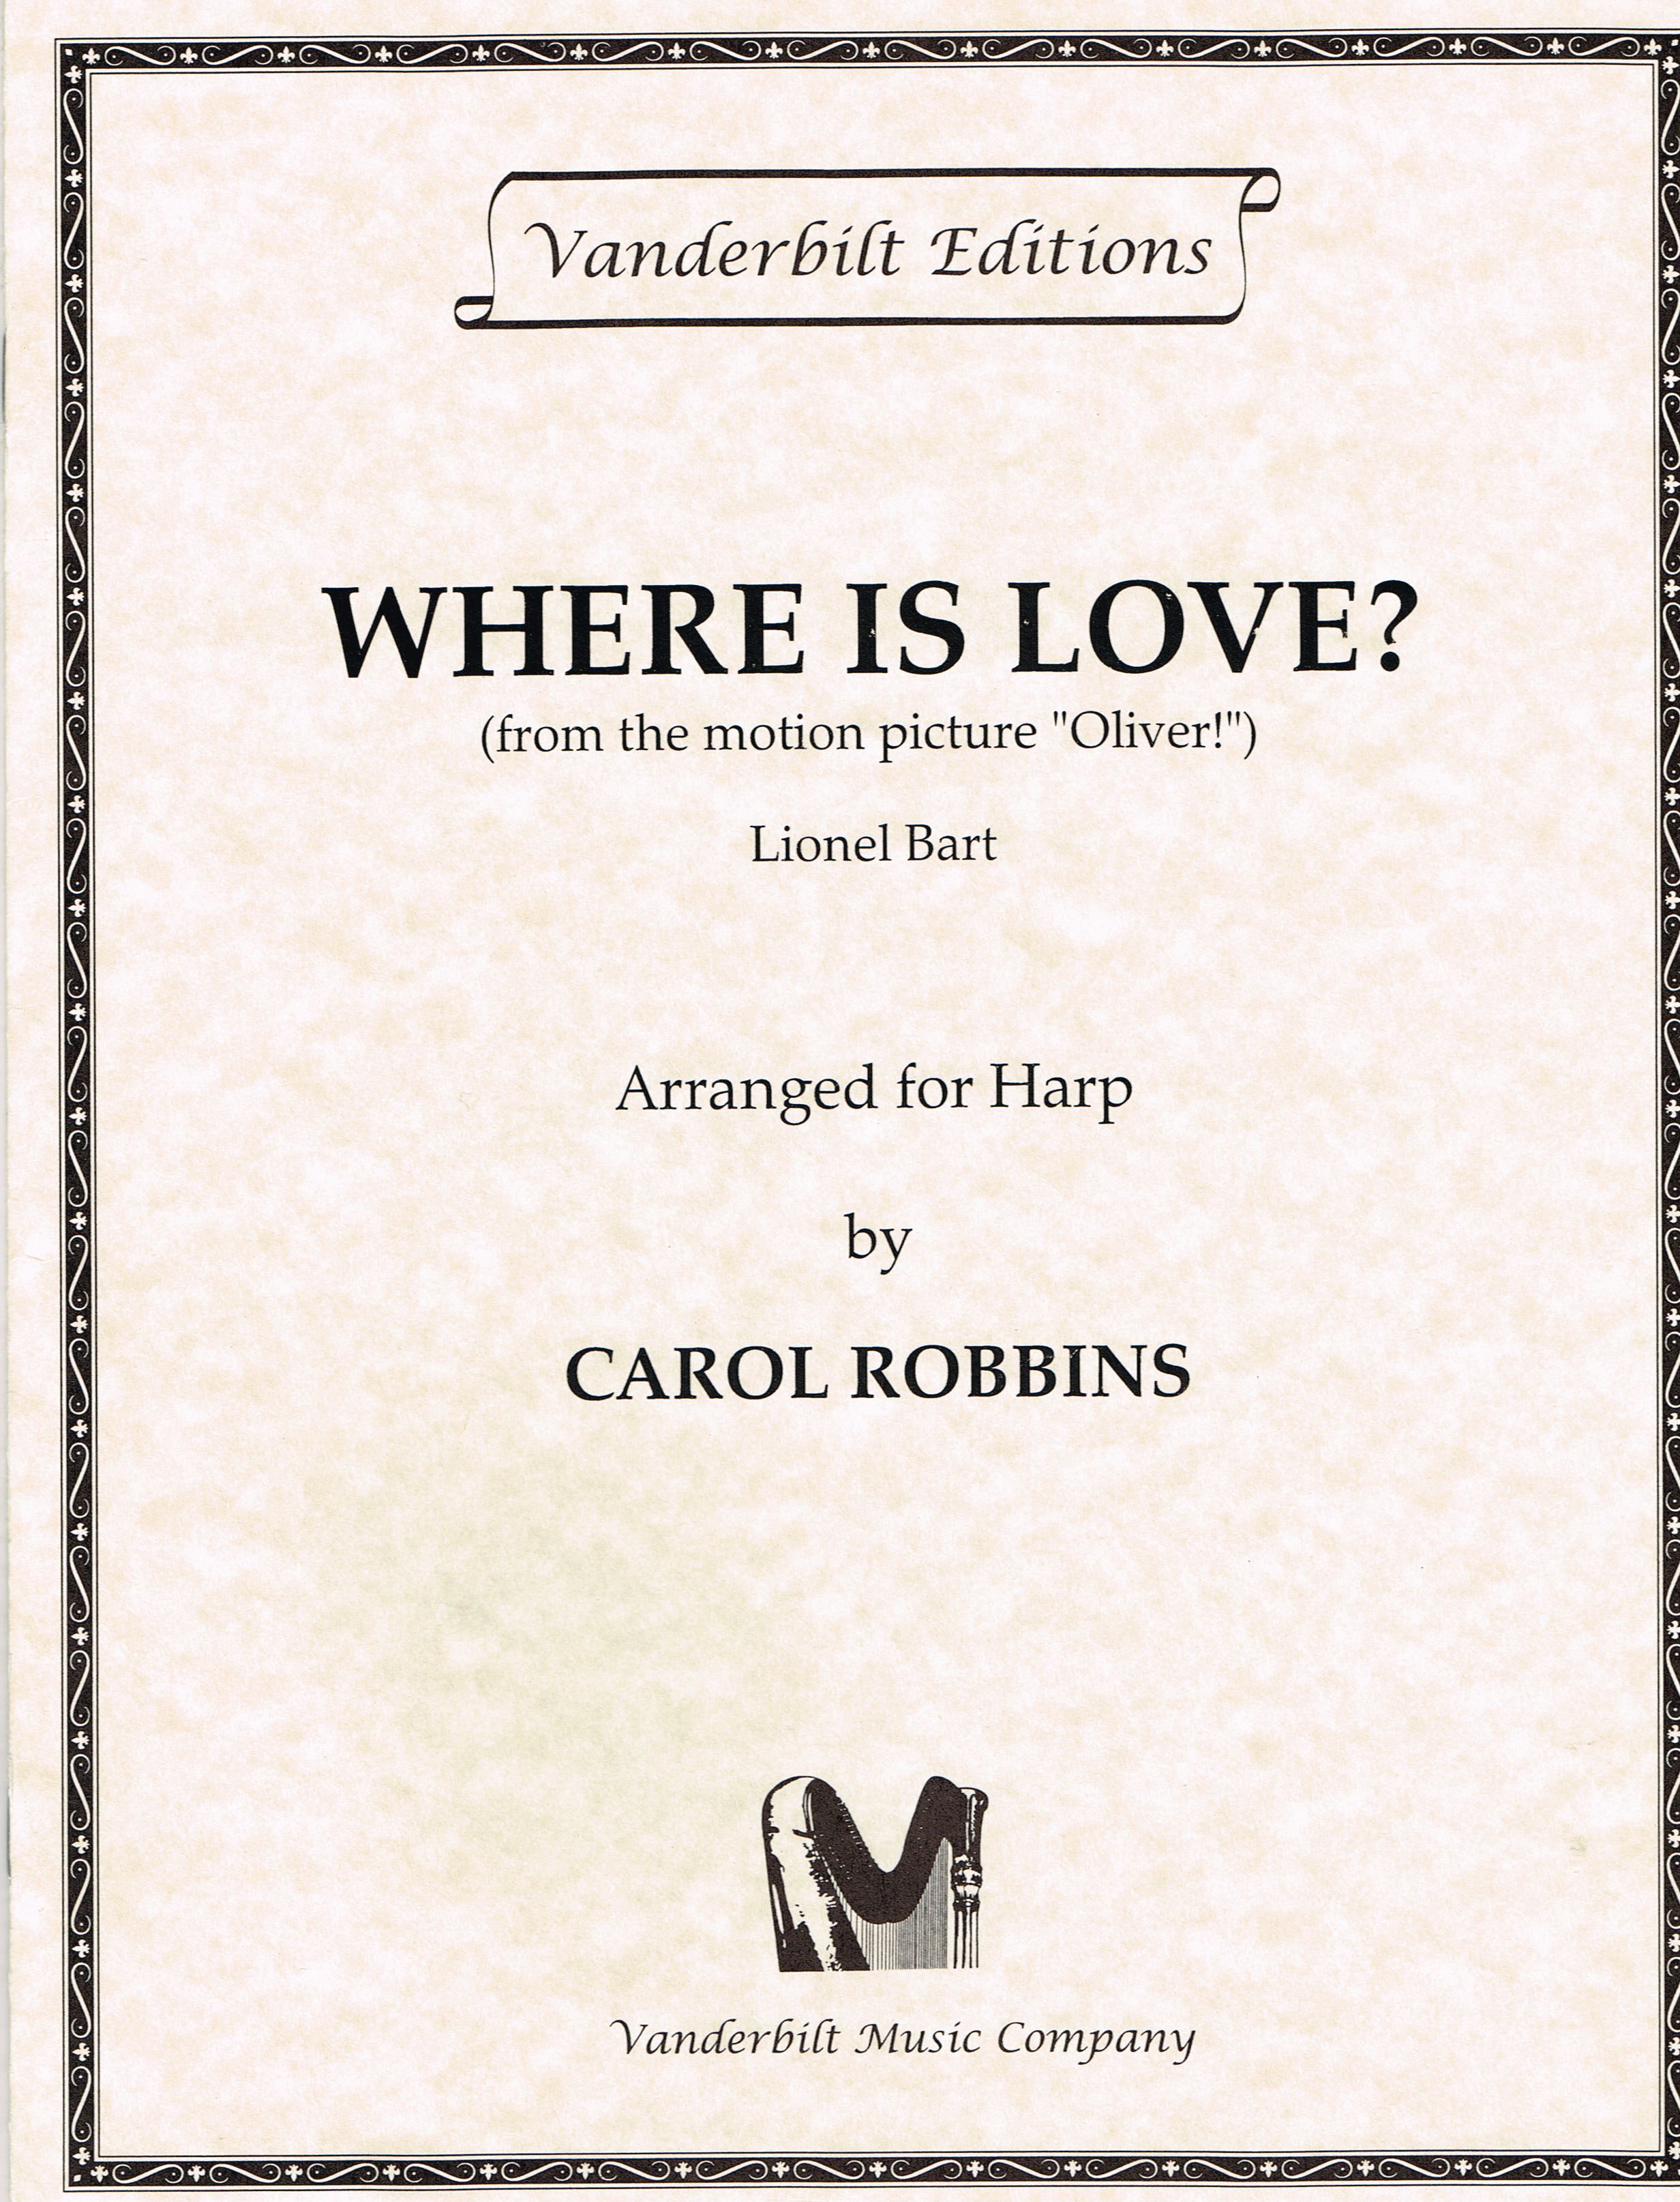 Vanderbilt Editions
WHERE IS LOVE?
(from the motion picture "Oliver!")
Lionel Bart
Arranged for Harp
by
CAROL ROBBINS
Vanderbilt Music Company